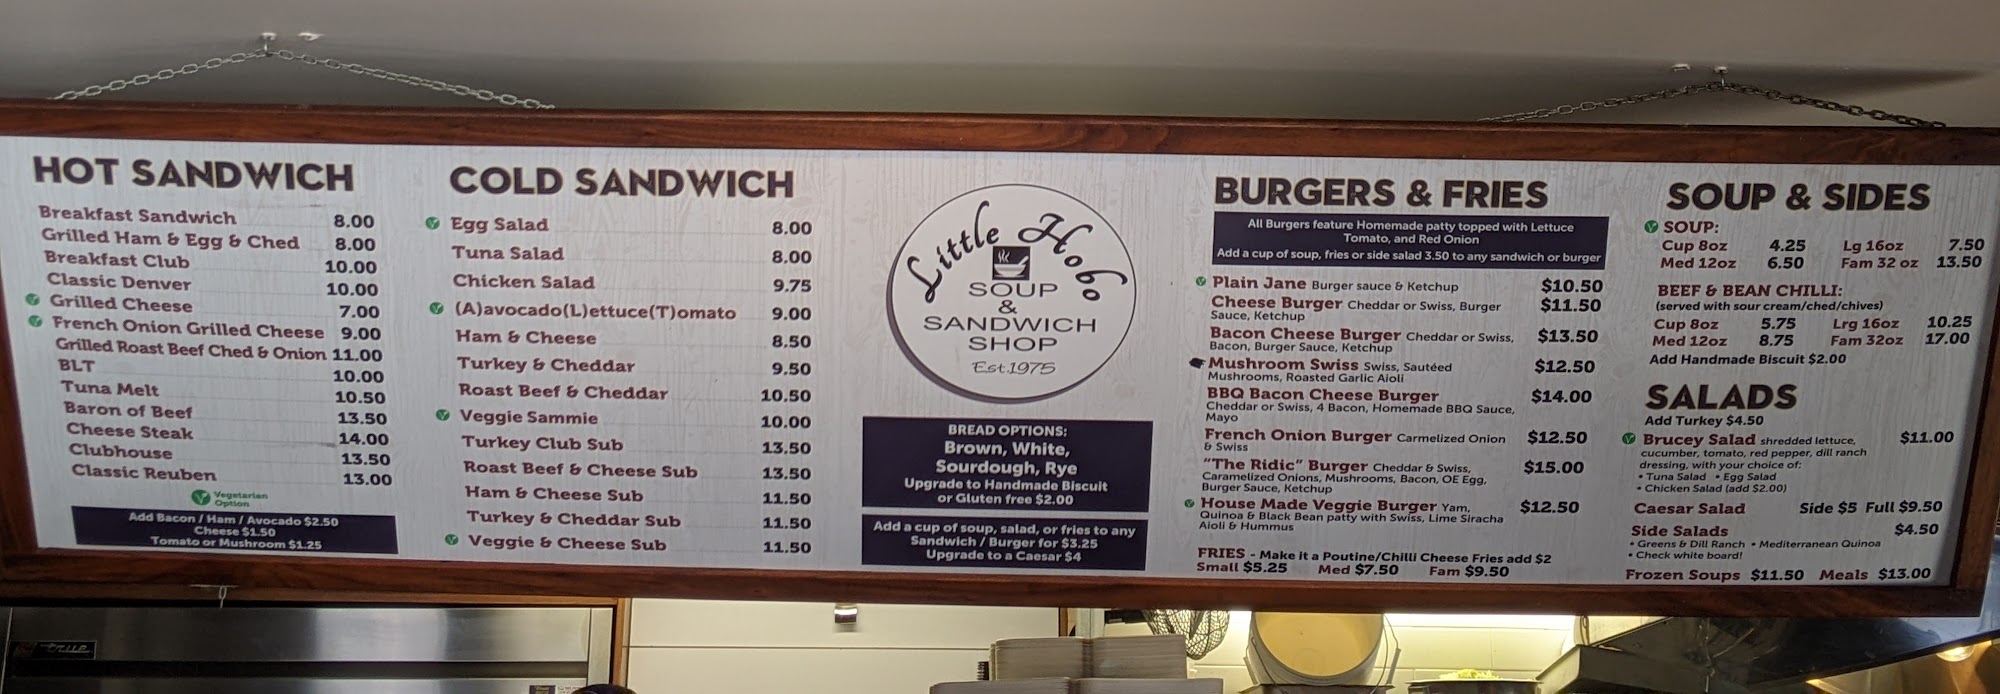 HOT SANDWICH
Breakfast Sandwich 8.00
Grilled Ham & Egg & Ched 8.00
Breakfast Club 10.00
Classic Denver 10.00
Grilled Cheese 7.00
French Onion Grilled Cheese 9.00
Grilled Roast Beef Ched & Onion 11.00
BLT 10.00
Tuna Melt 10.50
Baron of Beef 13.50
Cheese Steak 14.00
Clubhouse 13.50
Classic Reuben 13.00
V Vegetarian
Option
Add Bacon / Ham / Avocado $2.50
Cheese $1.50
Tomato or Mushroom $1.25
COLD SANDWICH
Egg Salad 8.00
Tuna Salad 8.00
Chicken Salad 9.75
(A)avocado(L)ettuce(T)omato 9.00
Ham & Cheese 8.50
Turkey & Cheddar 9.50
Roast Beef & Cheddar 10.50
Veggie Sammie 10.00
Turkey Club Sub 13.50
Roast Beef & Cheese Sub 13.50
Ham & Cheese Sub 11.50
Turkey & Cheddar Sub 11.50
Veggie & Cheese Sub 11.50
Little Hobo
SOUP
&
SANDWICH
SHOP
Est.1975
BREAD OPTIONS:
Brown, White,
Sourdough, Rye
Upgrade to Handmade Biscuit
or Gluten free $2.00
Add a cup of soup, salad, or fries to any
Sandwich / Burger for $3.25
Upgrade to a Caesar $4
BURGERS & FRIES
All Burgers feature Homemade patty topped with Lettuce
Tomato, and Red Onion
Add a cup of soup, fries or side salad 3.50 to any sandwich or burger
Plain Jane Burger sauce & Ketchup $10.50
Cheese Burger Cheddar or Swiss, Burger $11.50
Sauce, Ketchup
Bacon Cheese Burger Cheddar or Swiss, $13.50
Bacon, Burger Sauce, Ketchup
Mushroom Swiss Swiss, Sautéed $12.50
Mushrooms, Roasted Garlic Aioli
BBQ Bacon Cheese Burger $14.00
Cheddar or Swiss, 4 Bacon, Homemade BBQ Sauce,
Mayo
French Onion Burger Carmelized Onion $12.50
& Swiss
"The Ridic" Burger Cheddar & Swiss, $15.00
Caramelized Onions, Mushrooms, Bacon, OE Egg,
Burger Sauce, Ketchup
House Made Veggie Burger Yam, $12.50
Quinoa & Black Bean patty with Swiss, Lime Siracha
Aioli & Hummus
FRIES - Make it a Poutine/Chilli Cheese Fries add $2
Small $5.25 Med $7.50 Fam $9.50
SOUP & SIDES
SOUP:
Cup 8oz 4.25 Lg 16oz 7.50
Med 12oz 6.50 Fam 32 oz 13.50
BEEF & BEAN CHILLI:
(served with sour cream/ched/chives)
Cup 8oz 5.75 Lrg 16oz 10.25
Med 12oz 8.75 Fam 32oz 17.00
Add Handmade Biscuit $2.00
SALADS
Add Turkey $4.50
Brucey Salad shredded lettuce, $11.00
cucumber, tomato, red pepper, dill ranch
dressing, with your choice of:
• Tuna Salad • Egg Salad
• Chicken Salad (add $2.00)
Caesar Salad Side $5 Full $9.50
Side Salads $4.50
• Greens & Dill Ranch • Mediterranean Quinoa
• Check white board!
Frozen Soups $11.50 Meals $13.00
true